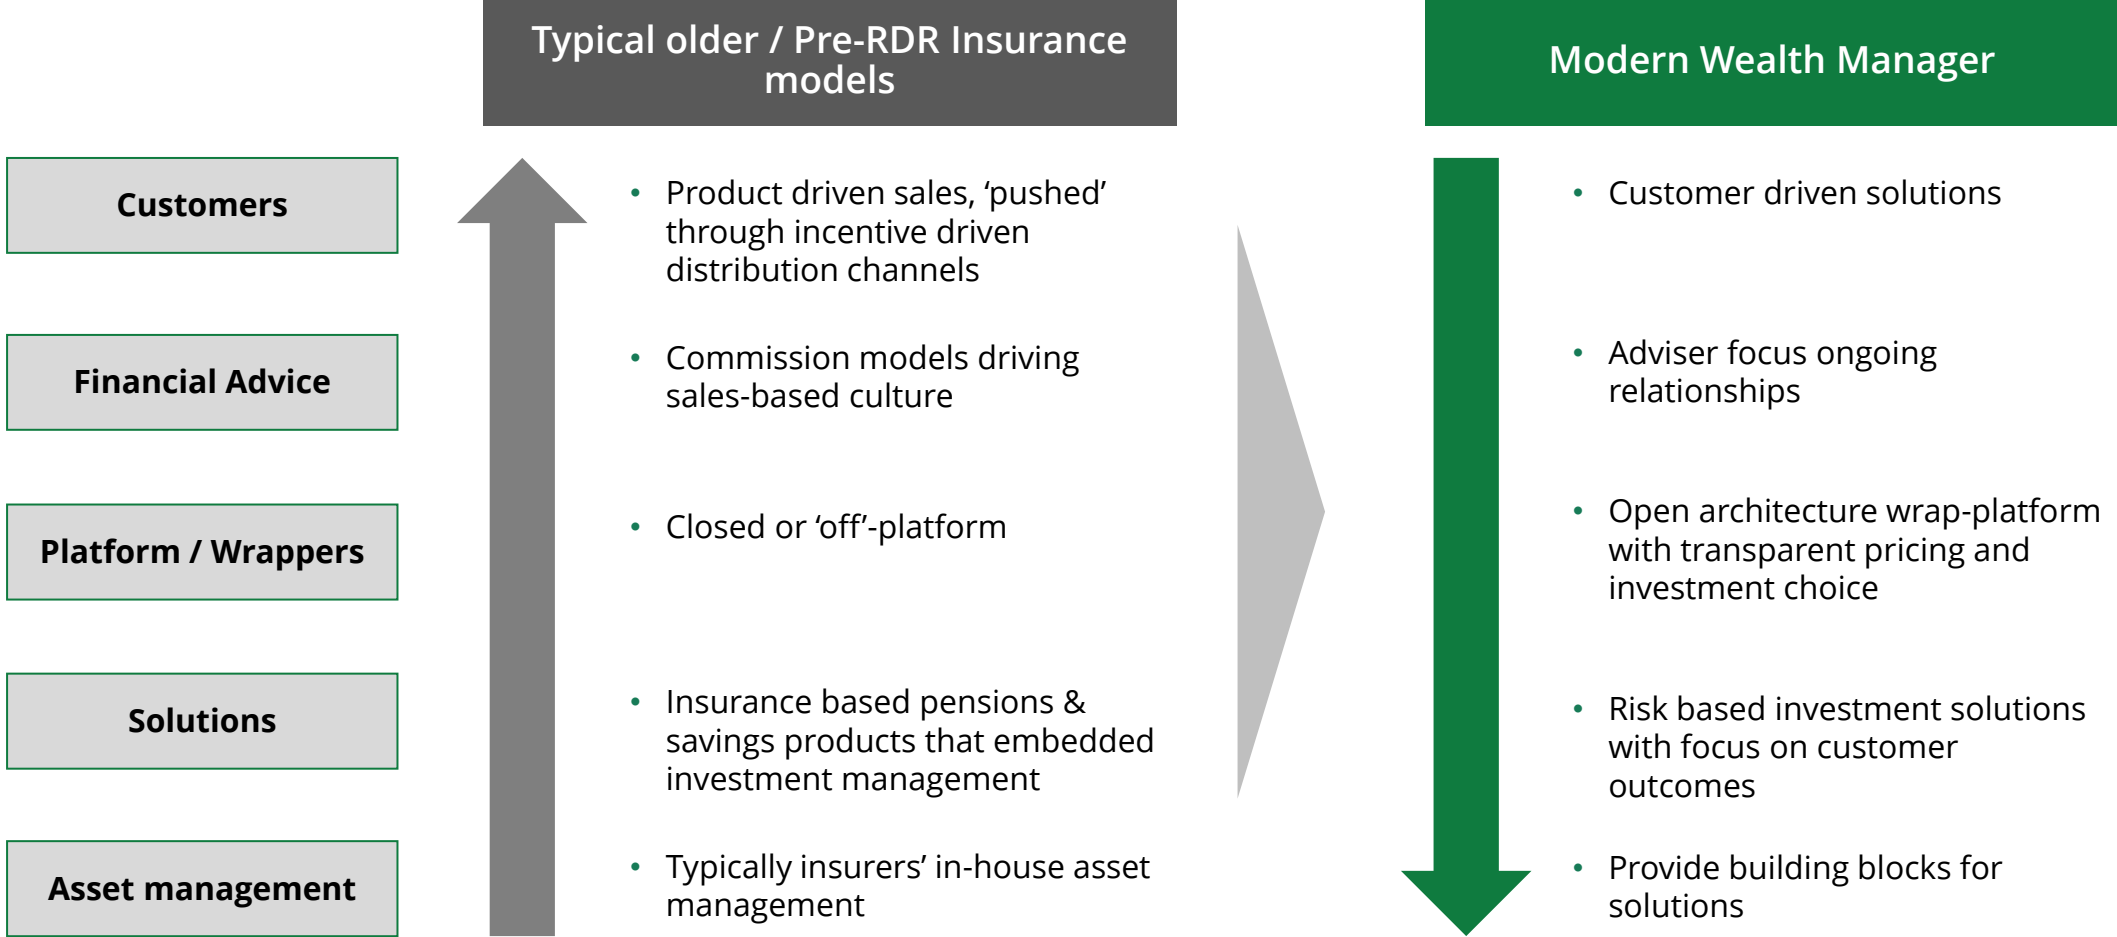 Typical older / Pre-RDR Insurance
models
Modern Wealth Manager
Customers
• Product driven sales, ‘pushed’
through incentive driven
distribution channels
• Customer driven solutions
Financial Advice
• Commission models driving
sales-based culture
• Adviser focus ongoing
relationships
Platform / Wrappers
• Closed or ‘off’-platform
• Open architecture wrap-platform
with transparent pricing and
investment choice
Solutions
• Insurance based pensions &
savings products that embedded
investment management
• Risk based investment solutions
with focus on customer
outcomes
Asset management
• Typically insurers’ in-house asset
management
• Provide building blocks for
solutions